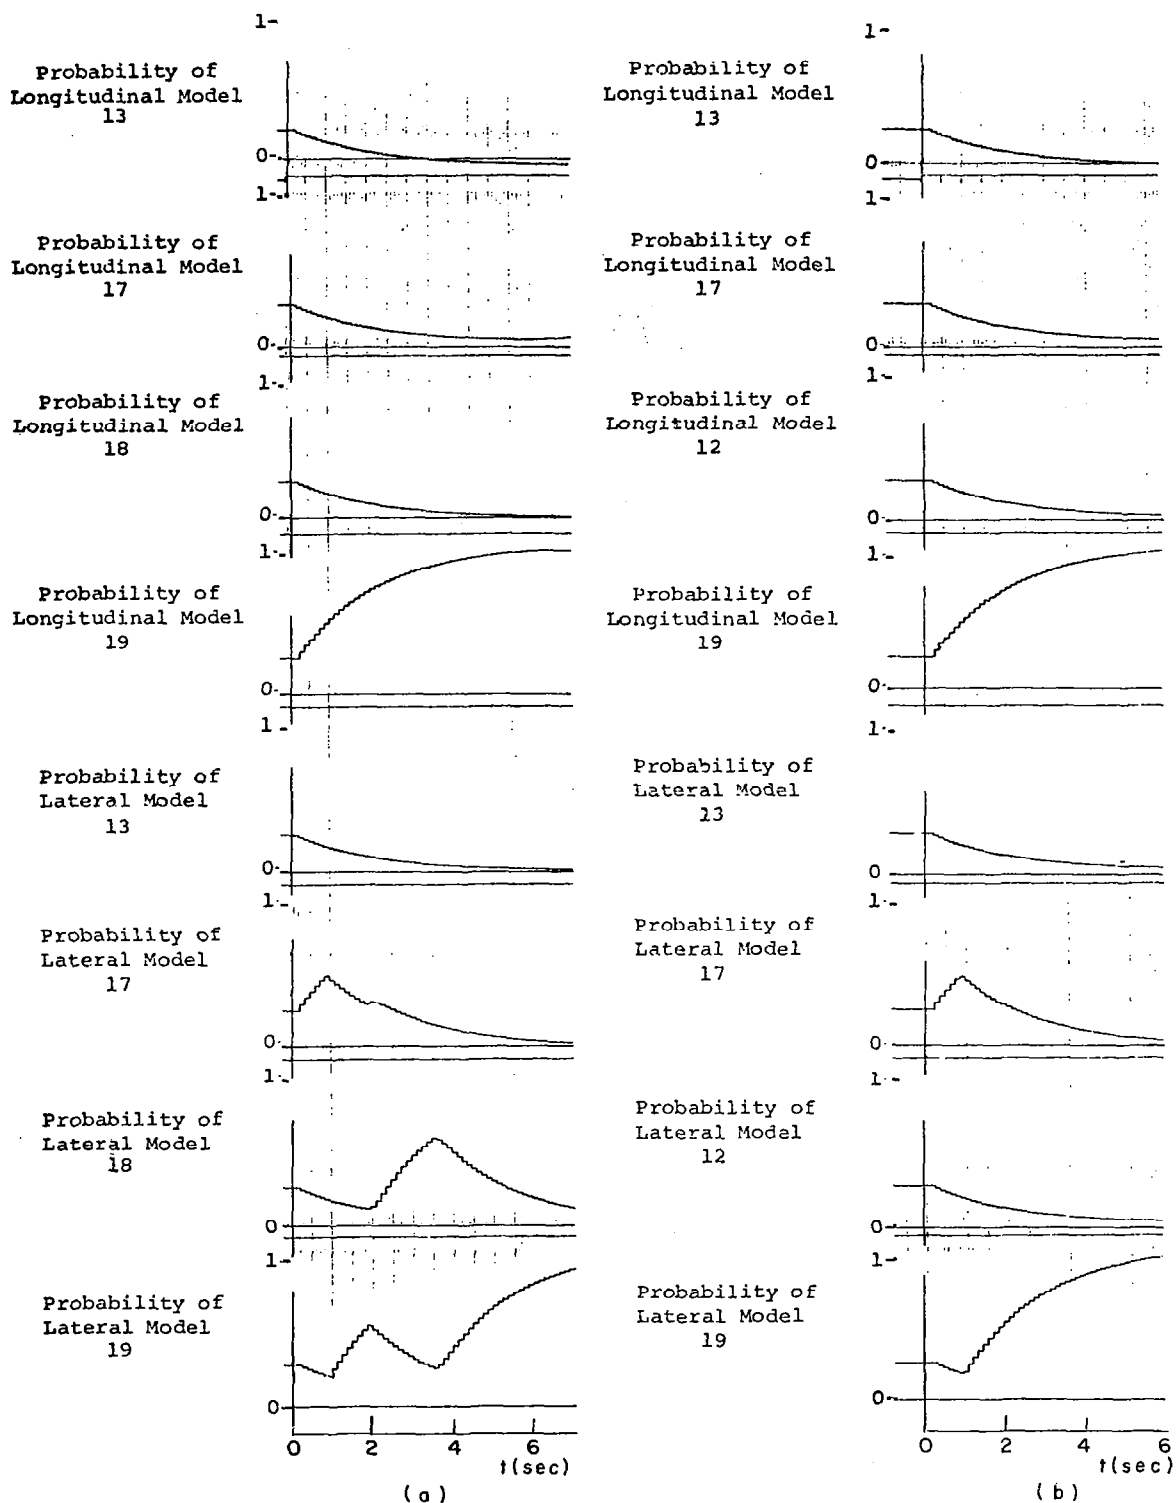 1-
Probability of
Longitudinal Model
13
0-
1-
Probability of
Longitudinal Model
17
0-
1-
Probability of
Longitudinal Model
18
0-
1-
Probability of
Longitudinal Model
19
0-
1-
Probability of
Lateral Model
13
0-
1-
Probability of
Lateral Model
17
0-
1-
Probability of
Lateral Model
18
0-
1-
Probability of
Lateral Model
19
0-
0 2 4 6
t(sec)
(a)
1-
Probability of
Longitudinal Model
13
0-
1-
Probability of
Longitudinal Model
17
0-
1-
Probability of
Longitudinal Model
12
0-
1-
Probability of
Longitudinal Model
19
0-
1-
Probability of
Lateral Model
13
0-
1-
Probability of
Lateral Model
17
0-
1-
Probability of
Lateral Model
12
0-
1-
Probability of
Lateral Model
19
0-
0 2 4 6
t(sec)
(b)